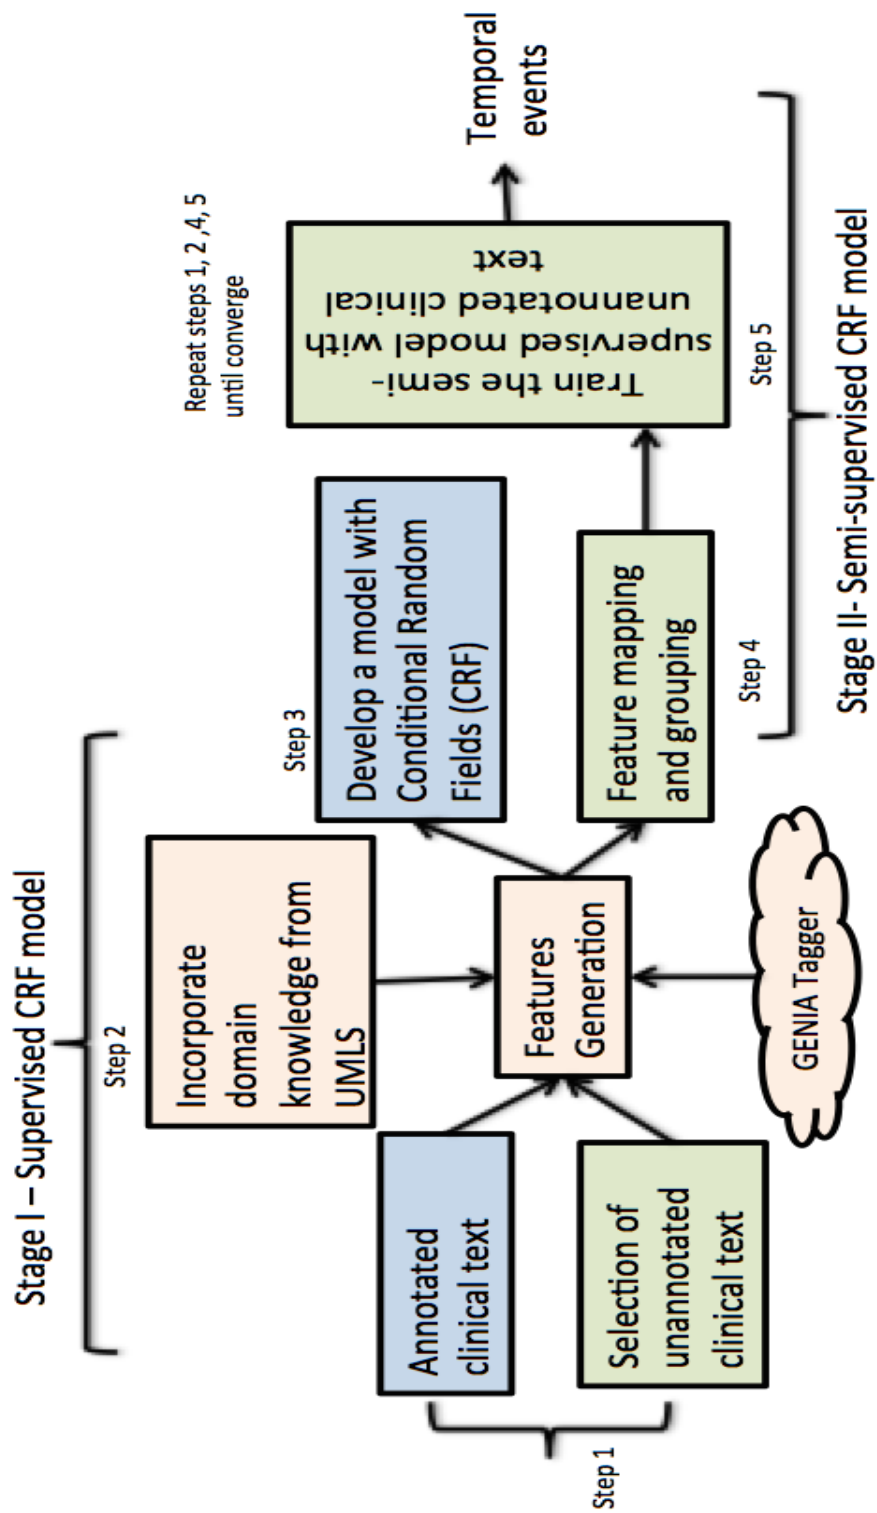 Stage I – Supervised CRF model
Step 2
Incorporate
domain
knowledge from
UMLS
Step 3
Develop a model with
Conditional Random
Fields (CRF)
Repeat steps 1, 2 ,4, 5
until converge
Annotated
clinical text
Features
Generation
Train the semi-
supervised model with
unannotated clinical
text
Temporal
events
Step 1
Selection of
unannotated
clinical text
Feature mapping
and grouping
GENIA Tagger
Step 4
Step 5
Stage II- Semi-supervised CRF model